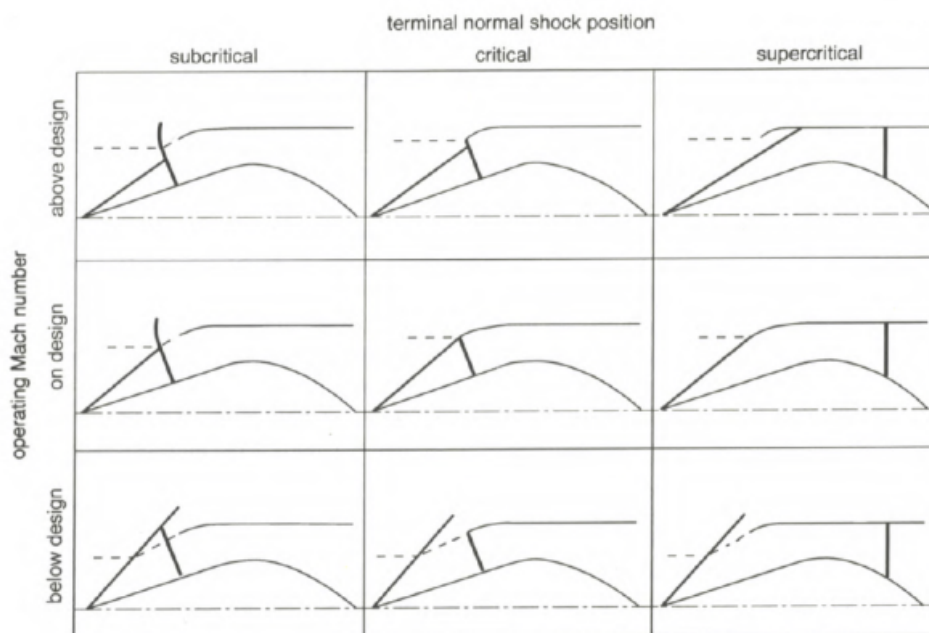 terminal normal shock position
subcritical critical supercritical
operating Mach number
above design
on design
below design